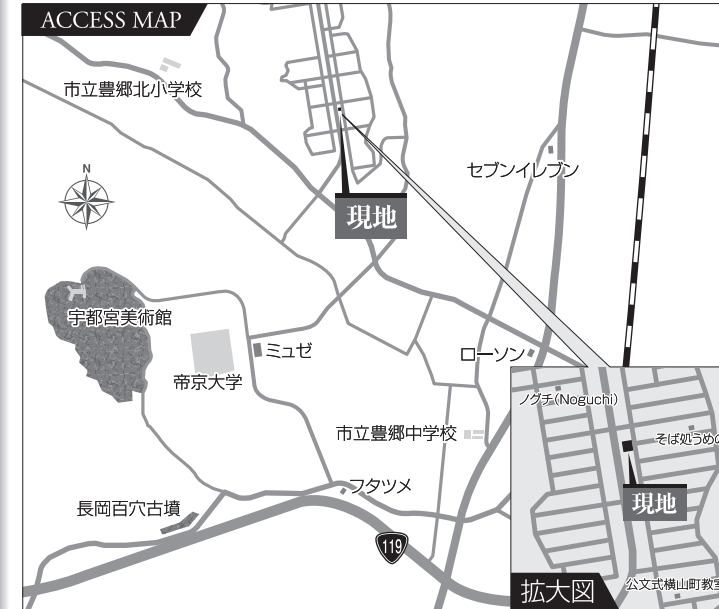 ACCESS MAP
市立豊郷北小学校
N
セブンイレブン
現地
宇都宮美術館
ミュゼ
帝京大学
ローソン
ノグチ(Noguchi)
市立豊郷中学校
そば処うめの
フタツメ
現地
長岡百穴古墳
119
拡大図
公文式横山町教室